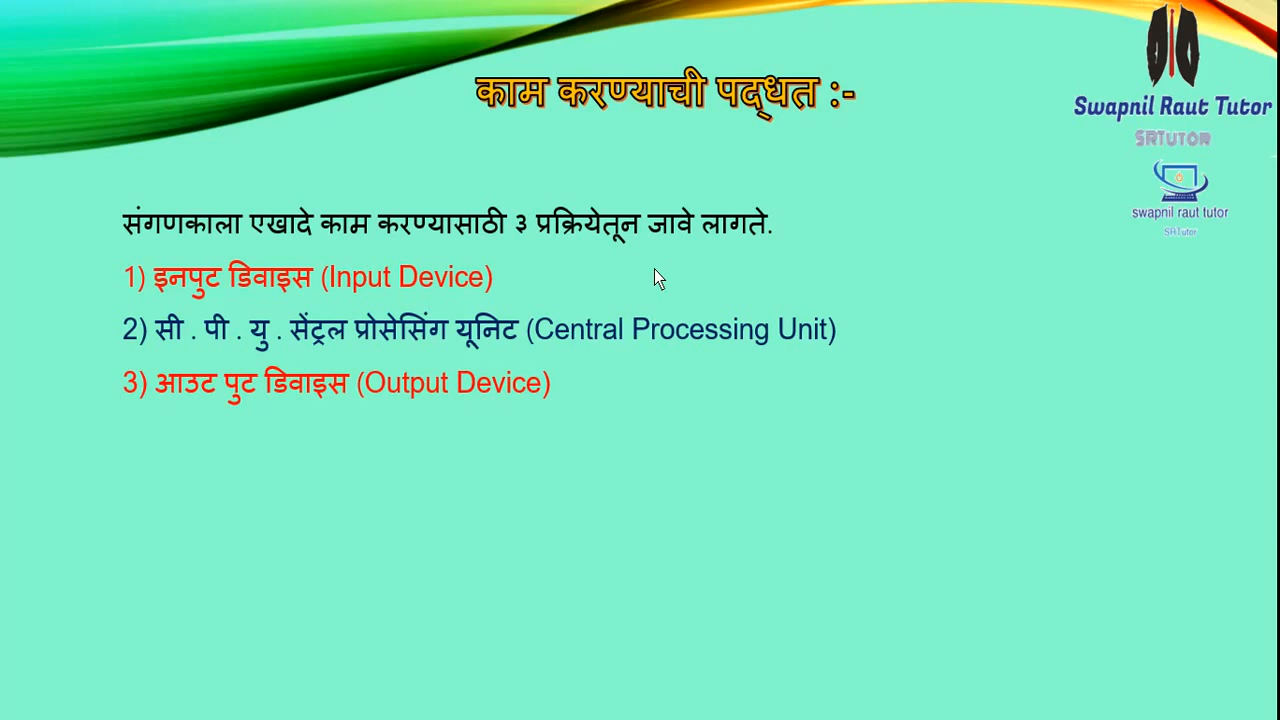 काम करण्याची पद्धत :-
Swapnil Raut Tutor
SRTUTOR
swapnil raut tutor
SRTutor
संगणकाला एखादे काम करण्यासाठी ३ प्रक्रियेतून जावे लागते.
1) इनपुट डिवाइस (Input Device)
2) सी . पी . यु . सेंट्रल प्रोसेसिंग यूनिट (Central Processing Unit)
3) आउट पुट डिवाइस (Output Device)